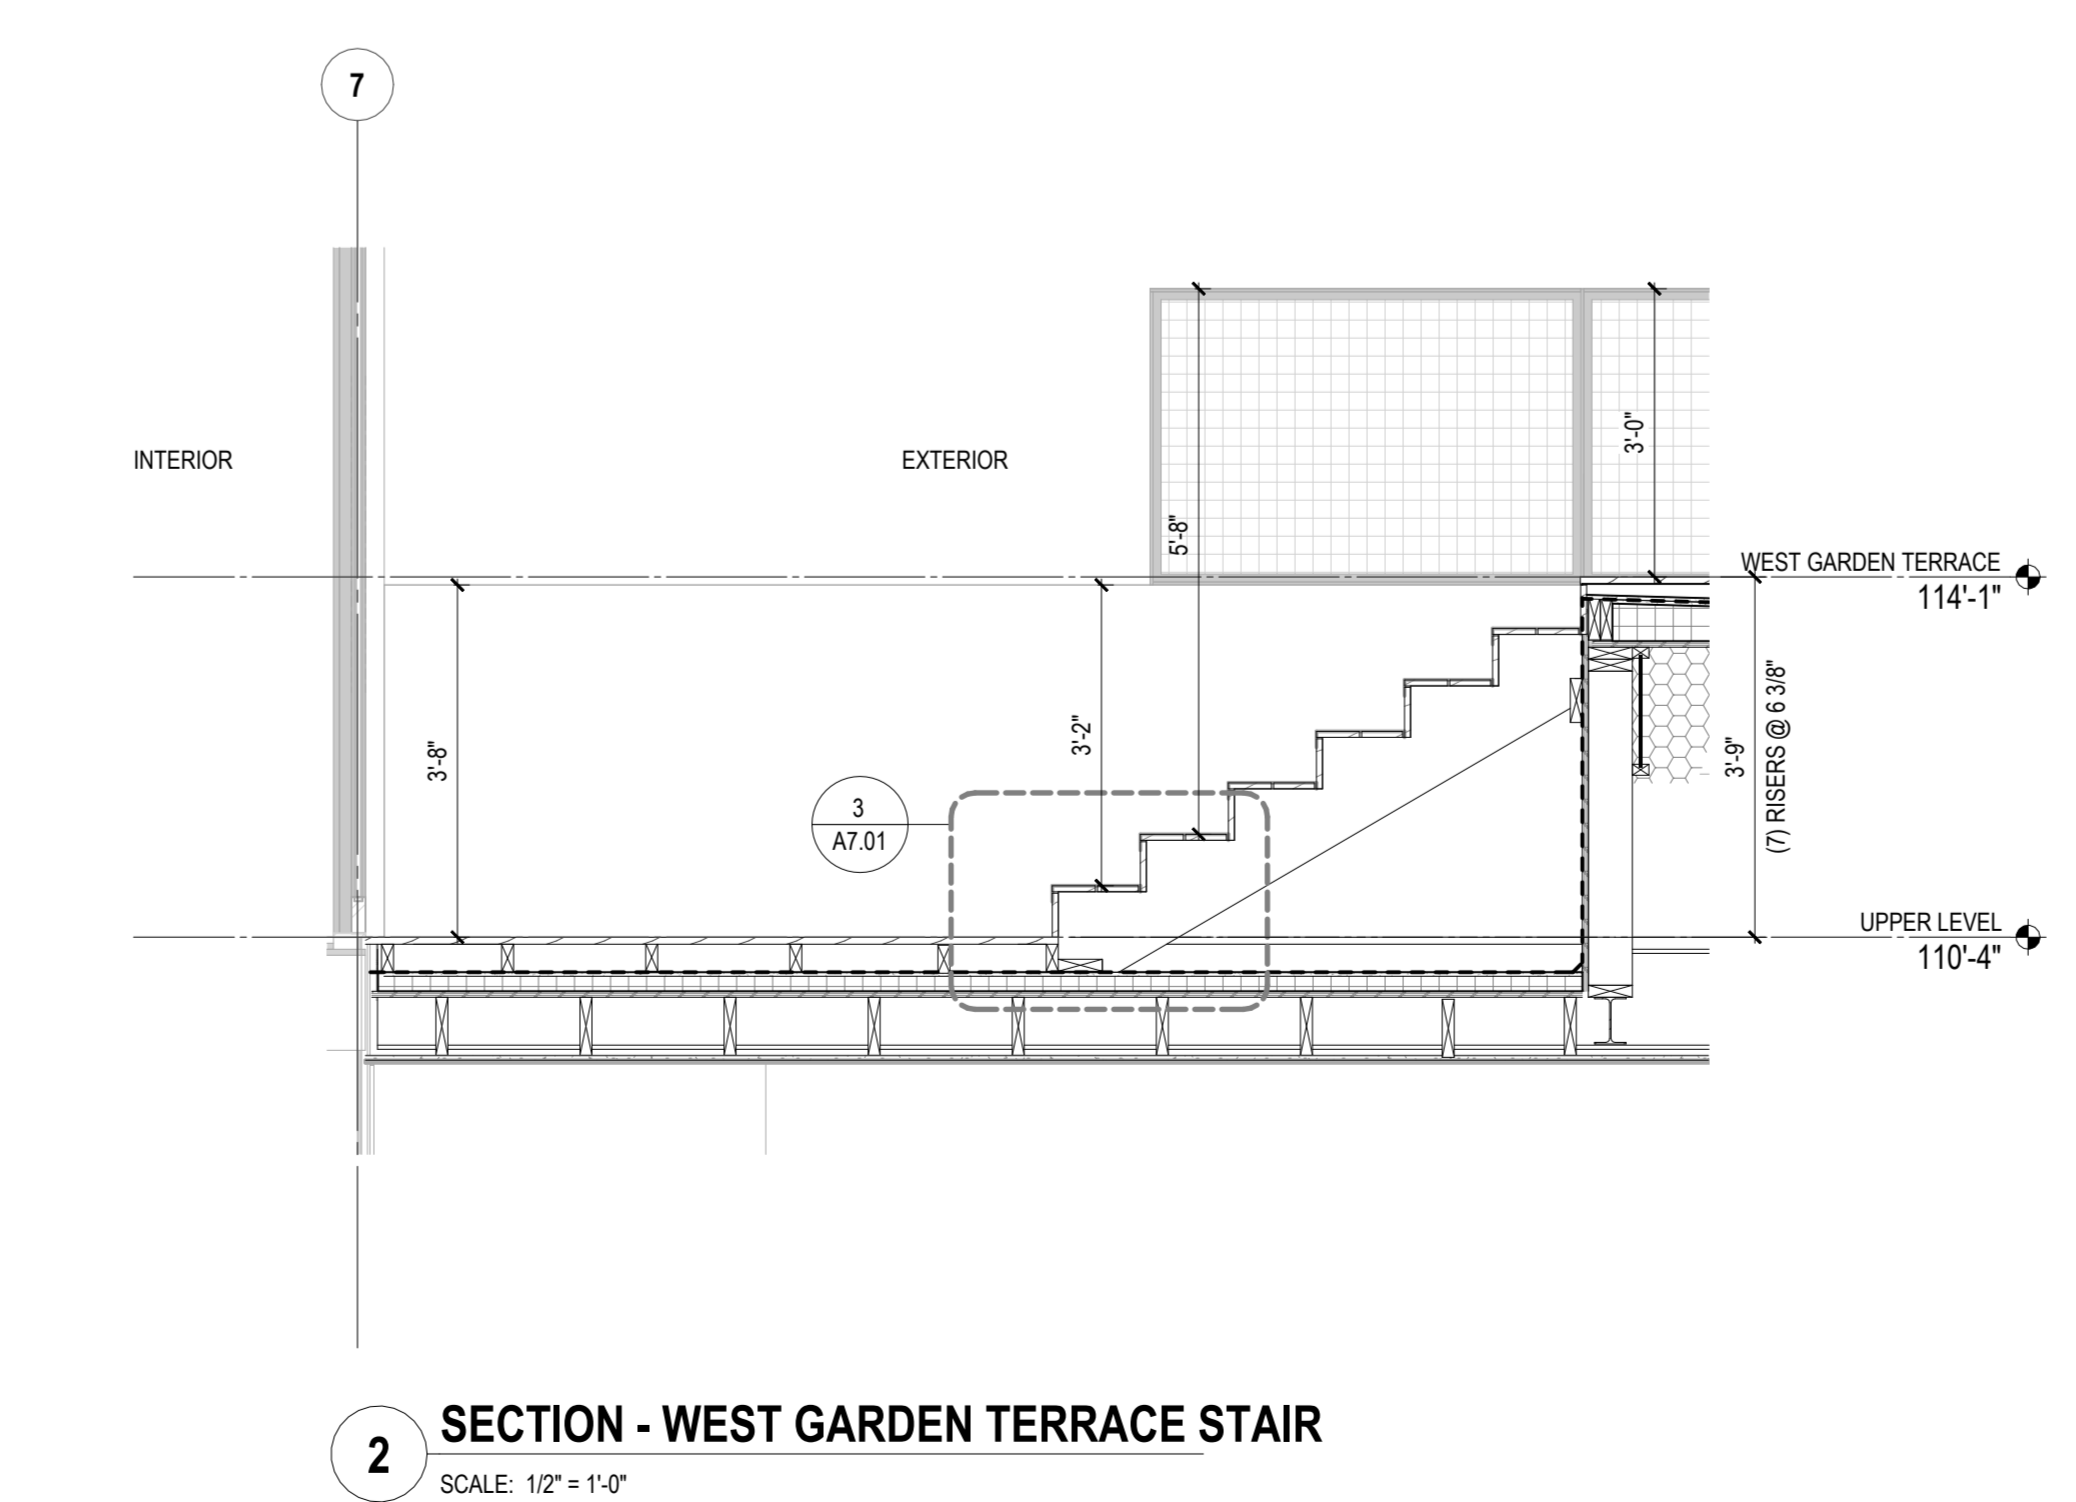 7
INTERIOR
EXTERIOR
3'-0"
5'-8"
WEST GARDEN TERRACE
114'-1"
3'-8"
3'-2"
3'-9"
(7) RISERS @ 6 3/8"
3
A7.01
UPPER LEVEL
110'-4"
2
SECTION - WEST GARDEN TERRACE STAIR
SCALE: 1/2" = 1'-0"